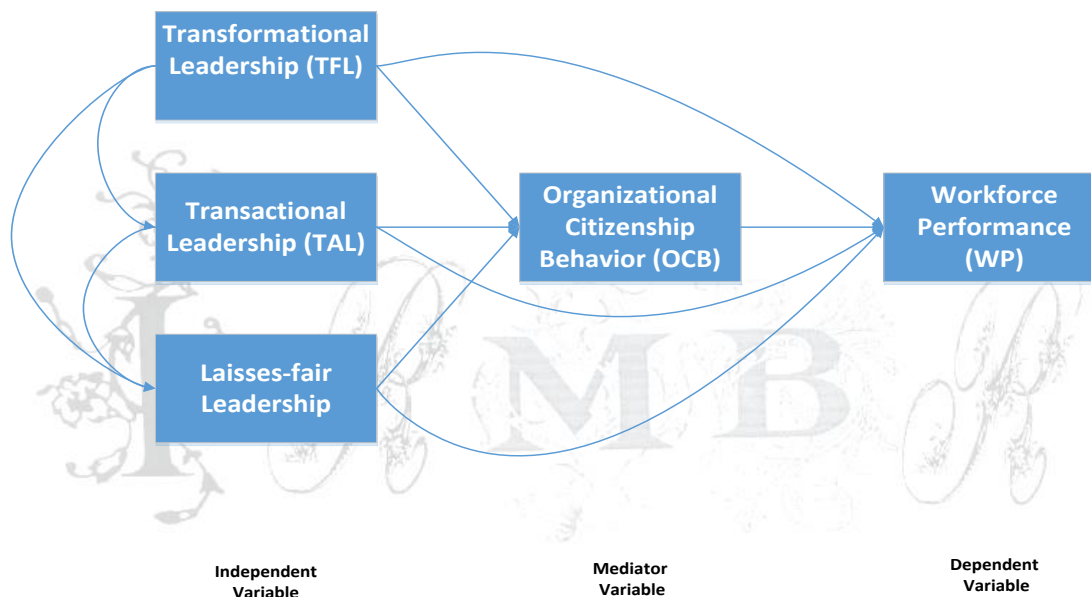 Transformational
Leadership (TFL)
Transactional
Leadership (TAL)
Laisses-fair
Leadership
Organizational
Citizenship
Behavior (OCB)
Workforce
Performance
(WP)
I R M B R
Independent
Variable
Mediator
Variable
Dependent
Variable